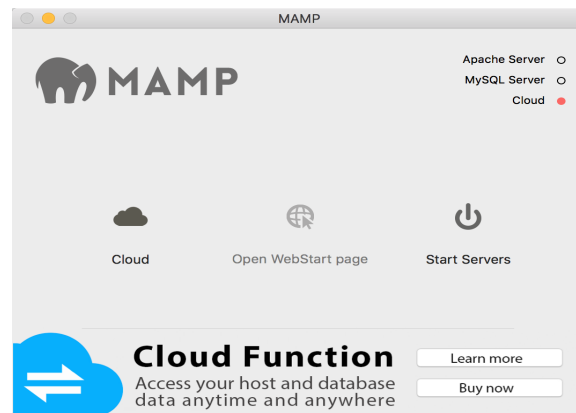 MAMP
MAMP
Apache Server
MySQL Server
Cloud
Cloud
Open WebStart page
Start Servers
Cloud Function
Access your host and database
data anytime and anywhere
Learn more
Buy now